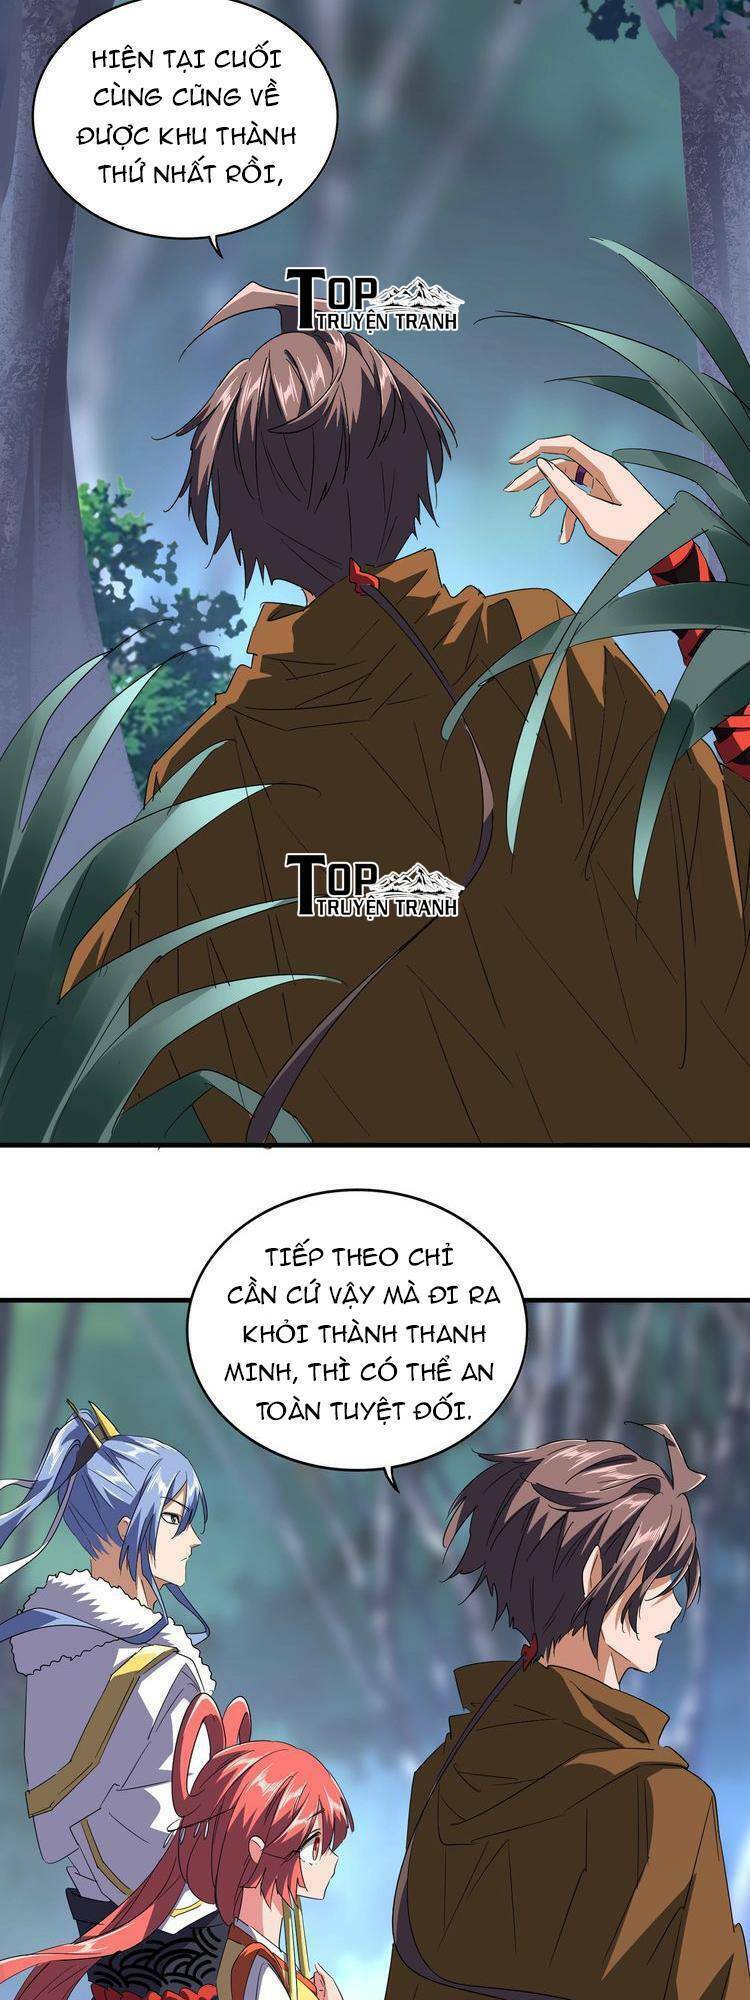 HIỆN TẠI CUỐI
CÙNG CŨNG VỀ
ĐƯỢC KHU THÀNH
THỨ NHẤT RỒI,
TOP
TRUYỆN TRANH
TOP
TRUYỆN TRANH
TIẾP THEO CHỈ
CẦN CỨ VẬY MÀ ĐI RA
KHỎI THÀNH THANH
MINH, THÌ CÓ THỂ AN
TOÀN TUYỆT ĐỐI.